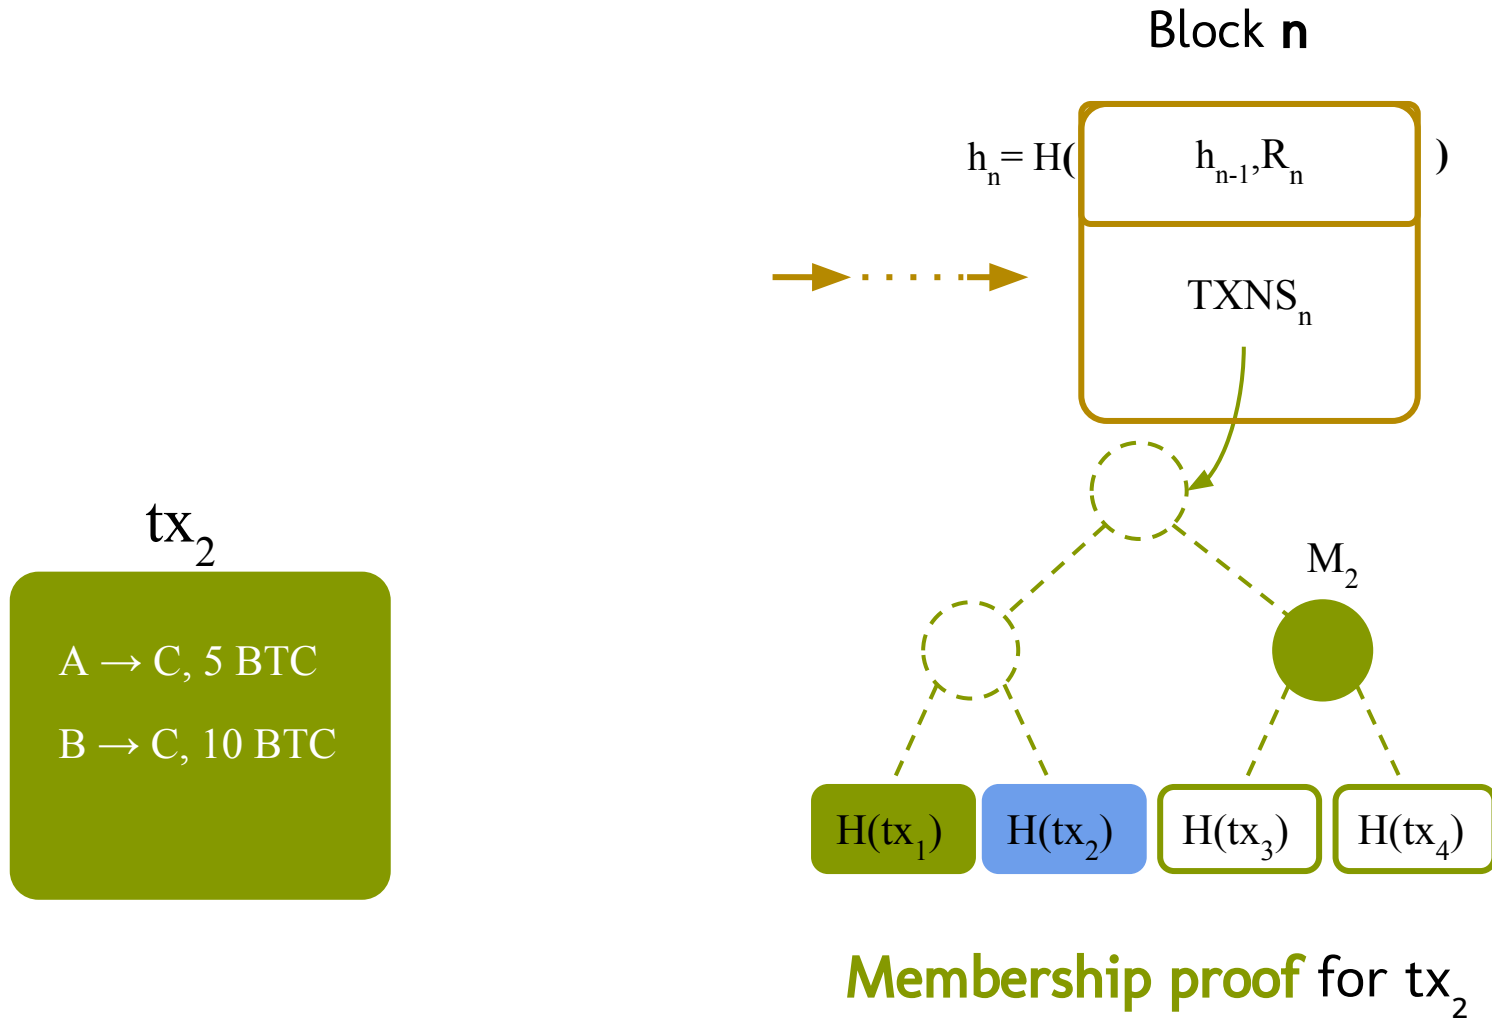 Block n
hₙ= H( hₙ₋₁,Rₙ )
TXNSₙ
tx₂
A → C, 5 BTC
B → C, 10 BTC
M₂
H(tx₁) H(tx₂) H(tx₃) H(tx₄)
Membership proof for tx₂